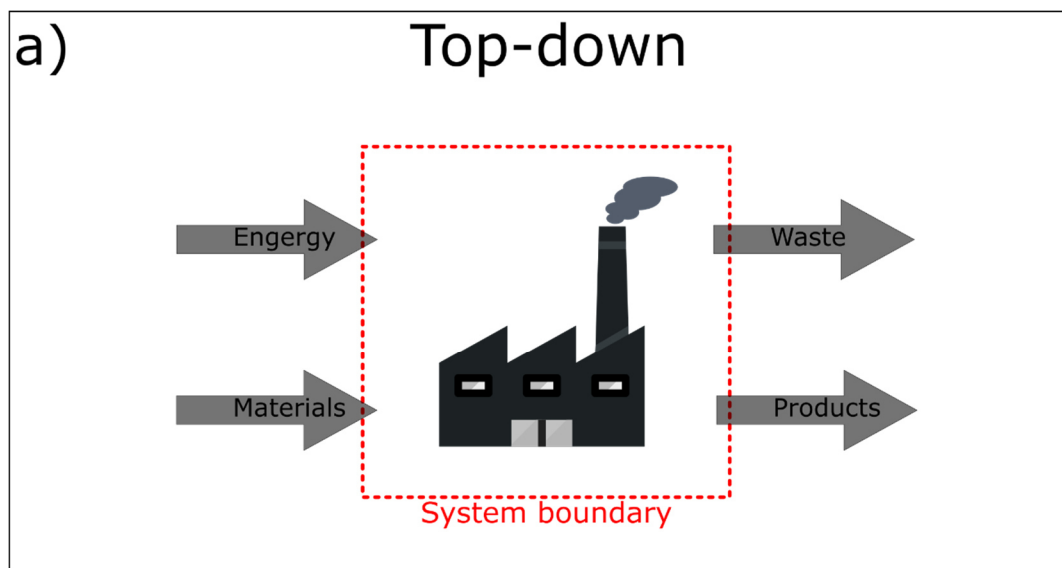 a)
Top-down
Engergy
Waste
Materials
Products
System boundary